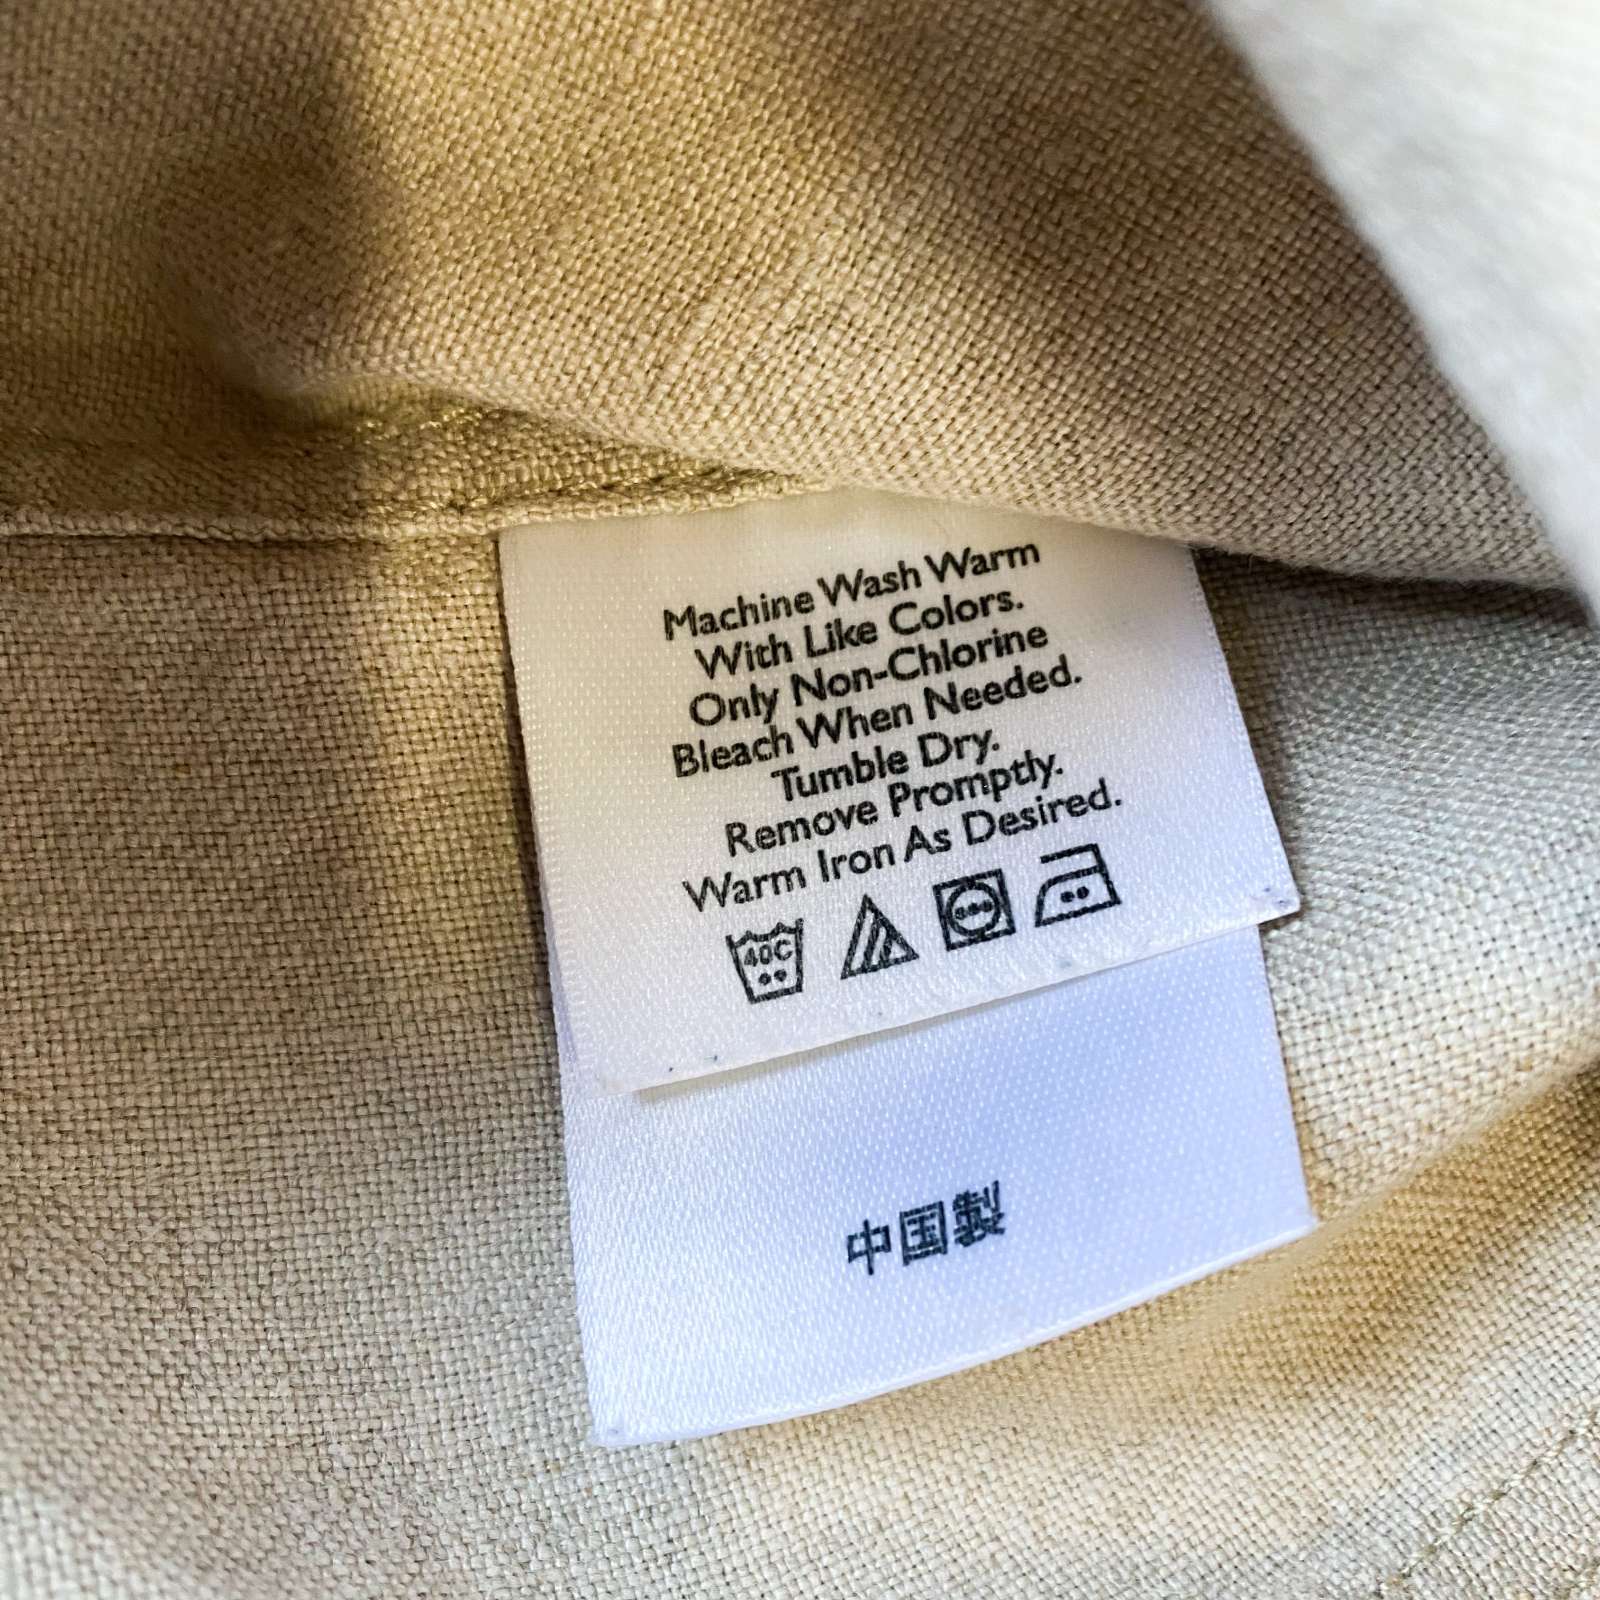 Machine Wash Warm
With Like Colors.
Only Non-Chlorine
Bleach When Needed.
Tumble Dry.
Remove Promptly.
Warm Iron As Desired.
40C
中国製